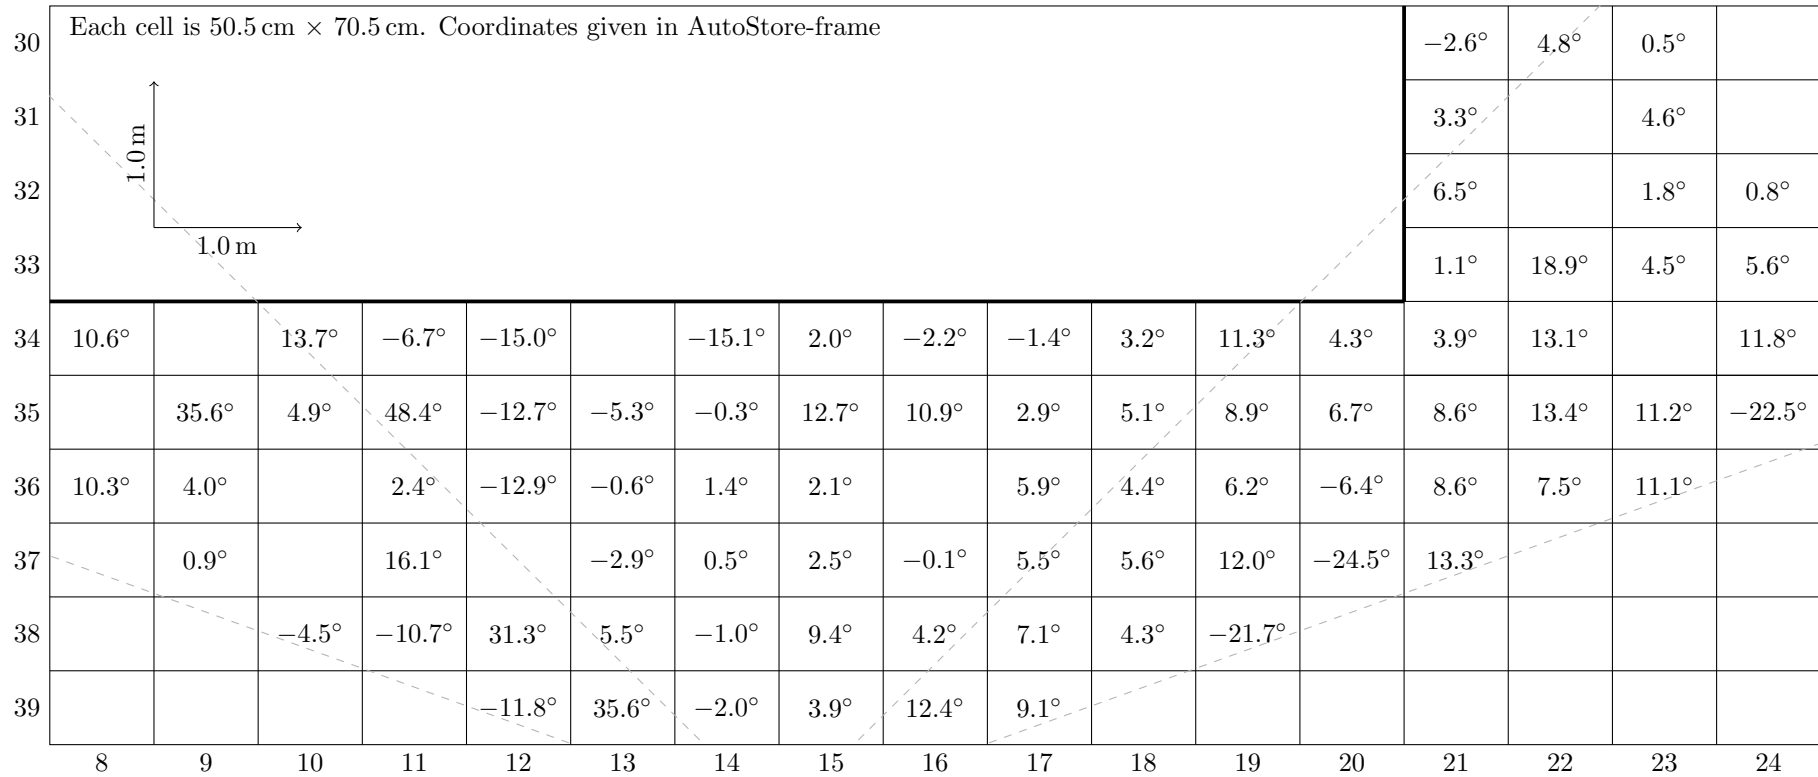 Each cell is 50.5 cm × 70.5 cm. Coordinates given in AutoStore-frame
30 −2.6° 4.8° 0.5°
31 3.3° 4.6°
1.0 m
32 6.5° 1.8° 0.8°
1.0 m
33 1.1° 18.9° 4.5° 5.6°
34 10.6° 13.7° −6.7° −15.0° −15.1° 2.0° −2.2° −1.4° 3.2° 11.3° 4.3° 3.9° 13.1° 11.8°
35 35.6° 4.9° 48.4° −12.7° −5.3° −0.3° 12.7° 10.9° 2.9° 5.1° 8.9° 6.7° 8.6° 13.4° 11.2° −22.5°
36 10.3° 4.0° 2.4° −12.9° −0.6° 1.4° 2.1° 5.9° 4.4° 6.2° −6.4° 8.6° 7.5° 11.1°
37 0.9° 16.1° −2.9° 0.5° 2.5° −0.1° 5.5° 5.6° 12.0° −24.5° 13.3°
38 −4.5° −10.7° 31.3° 5.5° −1.0° 9.4° 4.2° 7.1° 4.3° −21.7°
39 −11.8° 35.6° −2.0° 3.9° 12.4° 9.1°
8 9 10 11 12 13 14 15 16 17 18 19 20 21 22 23 24